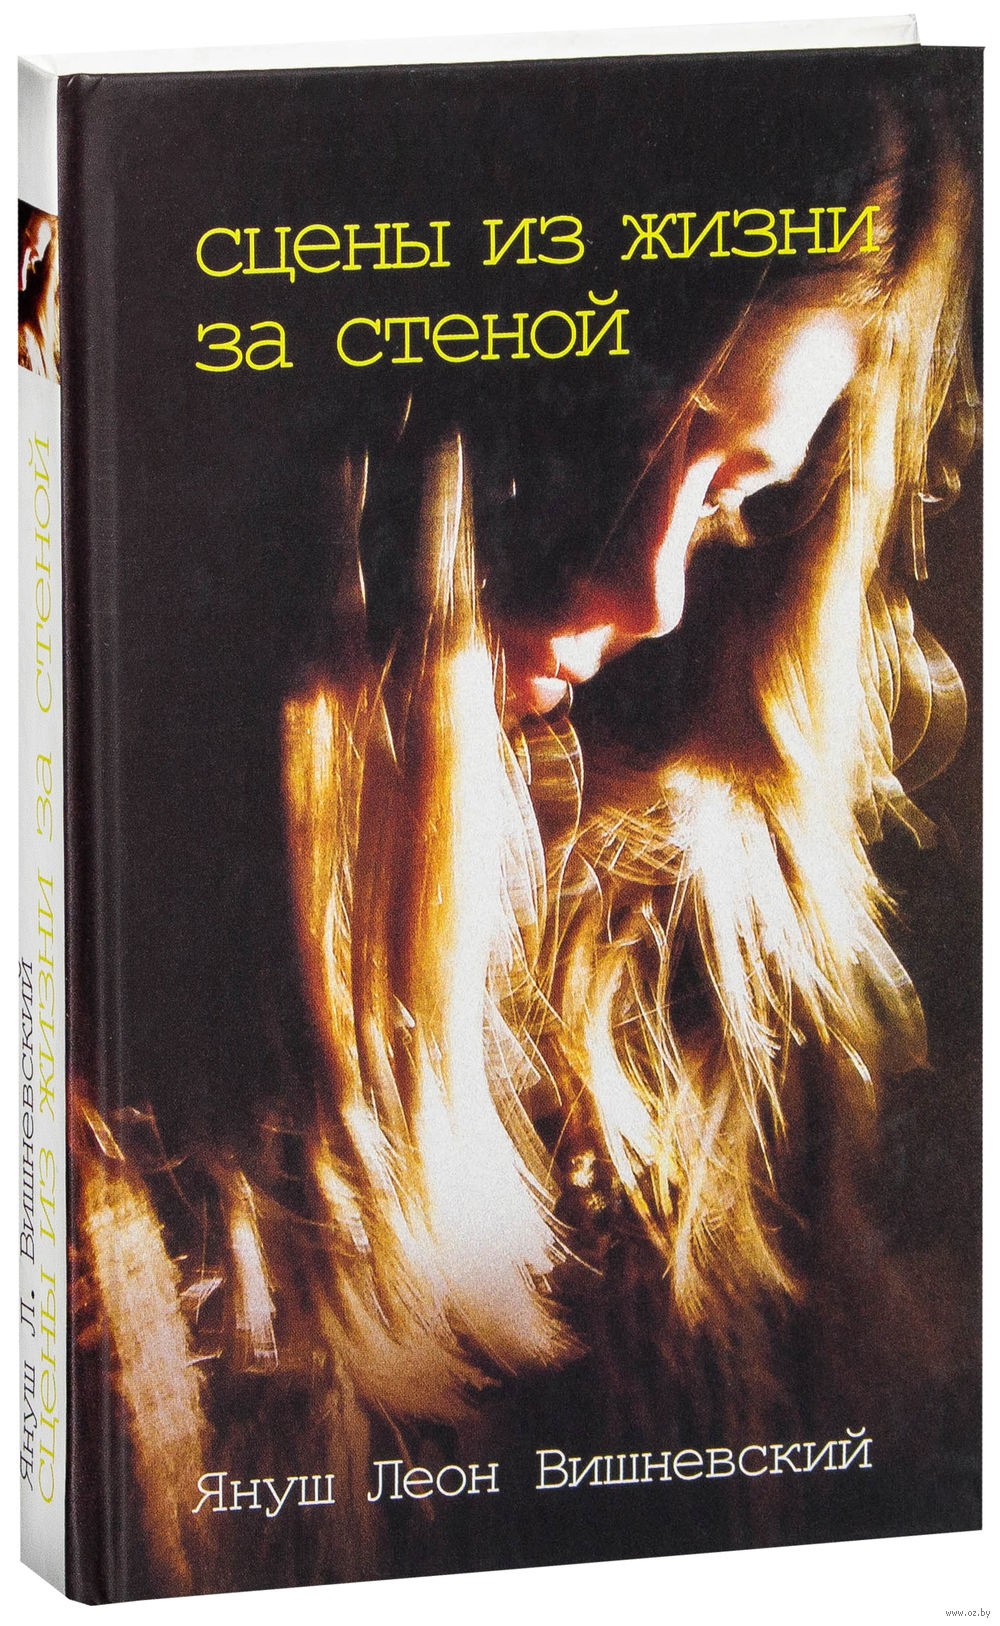 сцены из жизни
за стеной
Януш Леон Вишневский
Януш Л. Вишневский
сцены из жизни за стеной
www.oz.by